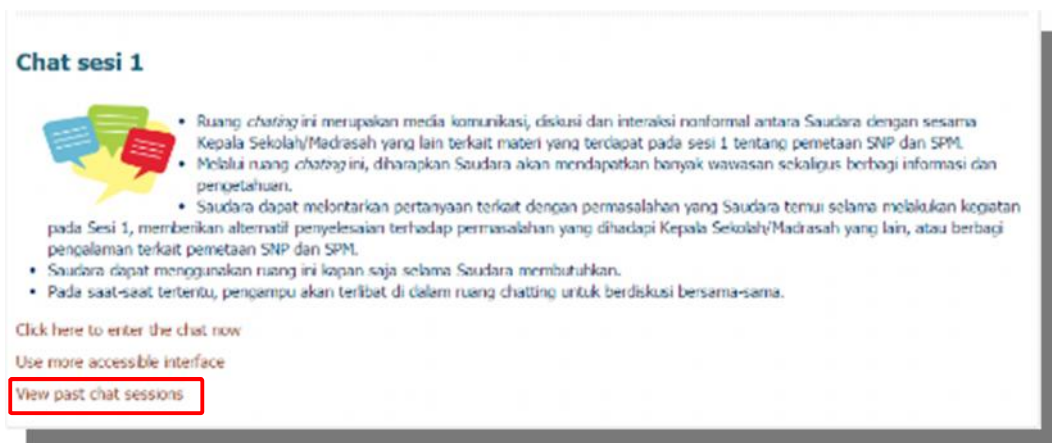 Chat sesi 1
• Ruang chating ini merupakan media komunikasi, diskusi dan interaksi nonformal antara Saudara dengan sesama
Kepala Sekolah/Madrasah yang lain terkait materi yang terdapat pada sesi 1 tentang pemetaan SNP dan SPM.
• Melalui ruang chating ini, diharapkan Saudara akan mendapatkan banyak wawasan sekaligus berbagi informasi dan
pengetahuan.
• Saudara dapat melontarkan pertanyaan terkait dengan permasalahan yang Saudara temui selama melakukan kegiatan
pada Sesi 1, memberikan alternatif penyelesaian terhadap permasalahan yang dihadapi Kepala Sekolah/Madrasah yang lain, atau berbagi
pengalaman terkait pemetaan SNP dan SPM.
• Saudara dapat menggunakan ruang ini kapan saja selama Saudara membutuhkan.
• Pada saat-saat tertentu, pengampu akan terlibat di dalam ruang chatting untuk berdiskusi bersama-sama.
Click here to enter the chat now
Use more accessible interface
View past chat sessions